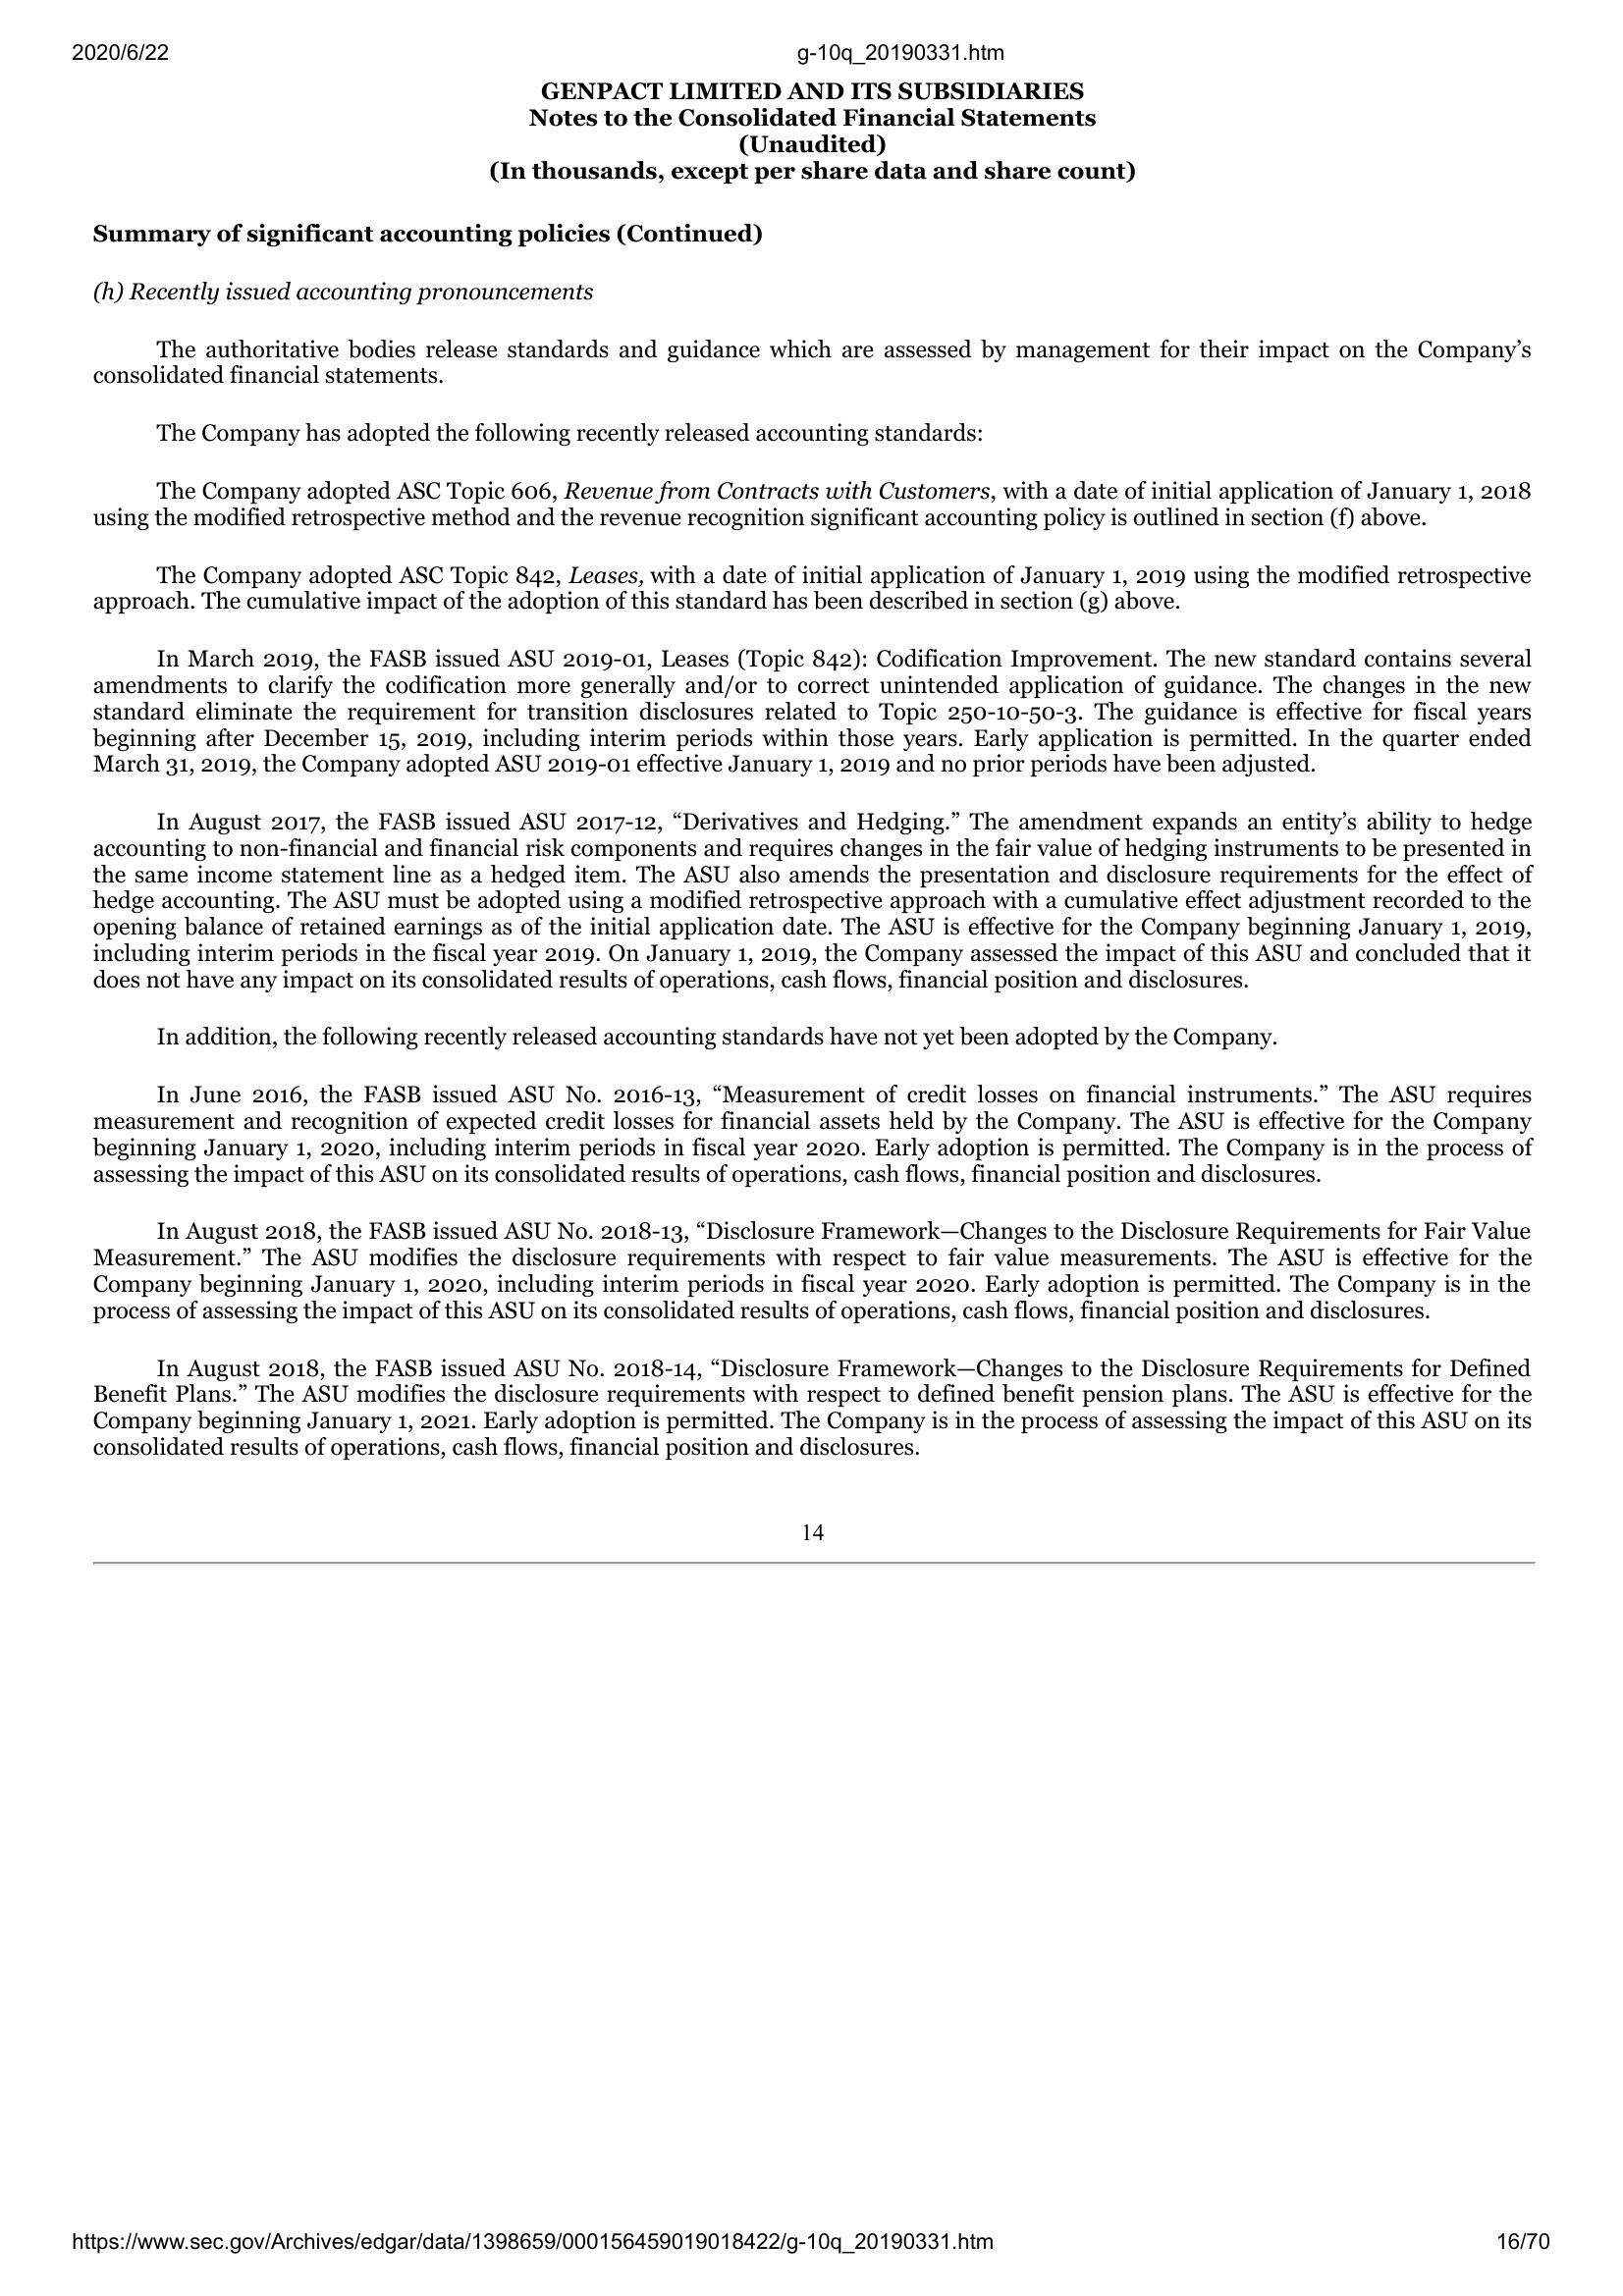 2020/6/22
g-10q_20190331.htm
GENPACT LIMITED AND ITS SUBSIDIARIES
Notes to the Consolidated Financial Statements
(Unaudited)
(In thousands, except per share data and share count)
Summary of significant accounting policies (Continued)
(h) Recently issued accounting pronouncements
The authoritative bodies release standards and guidance which are assessed by management for their impact on the Company’s
consolidated financial statements.
The Company has adopted the following recently released accounting standards:
The Company adopted ASC Topic 606, Revenue from Contracts with Customers, with a date of initial application of January 1, 2018
using the modified retrospective method and the revenue recognition significant accounting policy is outlined in section (f) above.
The Company adopted ASC Topic 842, Leases, with a date of initial application of January 1, 2019 using the modified retrospective
approach. The cumulative impact of the adoption of this standard has been described in section (g) above.
In March 2019, the FASB issued ASU 2019-01, Leases (Topic 842): Codification Improvement. The new standard contains several
amendments to clarify the codification more generally and/or to correct unintended application of guidance. The changes in the new
standard eliminate the requirement for transition disclosures related to Topic 250-10-50-3. The guidance is effective for fiscal years
beginning after December 15, 2019, including interim periods within those years. Early application is permitted. In the quarter ended
March 31, 2019, the Company adopted ASU 2019-01 effective January 1, 2019 and no prior periods have been adjusted.
In August 2017, the FASB issued ASU 2017-12, “Derivatives and Hedging.” The amendment expands an entity’s ability to hedge
accounting to non-financial and financial risk components and requires changes in the fair value of hedging instruments to be presented in
the same income statement line as a hedged item. The ASU also amends the presentation and disclosure requirements for the effect of
hedge accounting. The ASU must be adopted using a modified retrospective approach with a cumulative effect adjustment recorded to the
opening balance of retained earnings as of the initial application date. The ASU is effective for the Company beginning January 1, 2019,
including interim periods in the fiscal year 2019. On January 1, 2019, the Company assessed the impact of this ASU and concluded that it
does not have any impact on its consolidated results of operations, cash flows, financial position and disclosures.
In addition, the following recently released accounting standards have not yet been adopted by the Company.
In June 2016, the FASB issued ASU No. 2016-13, “Measurement of credit losses on financial instruments.” The ASU requires
measurement and recognition of expected credit losses for financial assets held by the Company. The ASU is effective for the Company
beginning January 1, 2020, including interim periods in fiscal year 2020. Early adoption is permitted. The Company is in the process of
assessing the impact of this ASU on its consolidated results of operations, cash flows, financial position and disclosures.
In August 2018, the FASB issued ASU No. 2018-13, “Disclosure Framework—Changes to the Disclosure Requirements for Fair Value
Measurement.” The ASU modifies the disclosure requirements with respect to fair value measurements. The ASU is effective for the
Company beginning January 1, 2020, including interim periods in fiscal year 2020. Early adoption is permitted. The Company is in the
process of assessing the impact of this ASU on its consolidated results of operations, cash flows, financial position and disclosures.
In August 2018, the FASB issued ASU No. 2018-14, “Disclosure Framework—Changes to the Disclosure Requirements for Defined
Benefit Plans.” The ASU modifies the disclosure requirements with respect to defined benefit pension plans. The ASU is effective for the
Company beginning January 1, 2021. Early adoption is permitted. The Company is in the process of assessing the impact of this ASU on its
consolidated results of operations, cash flows, financial position and disclosures.
14
https://www.sec.gov/Archives/edgar/data/1398659/000156459019018422/g-10q_20190331.htm
16/70